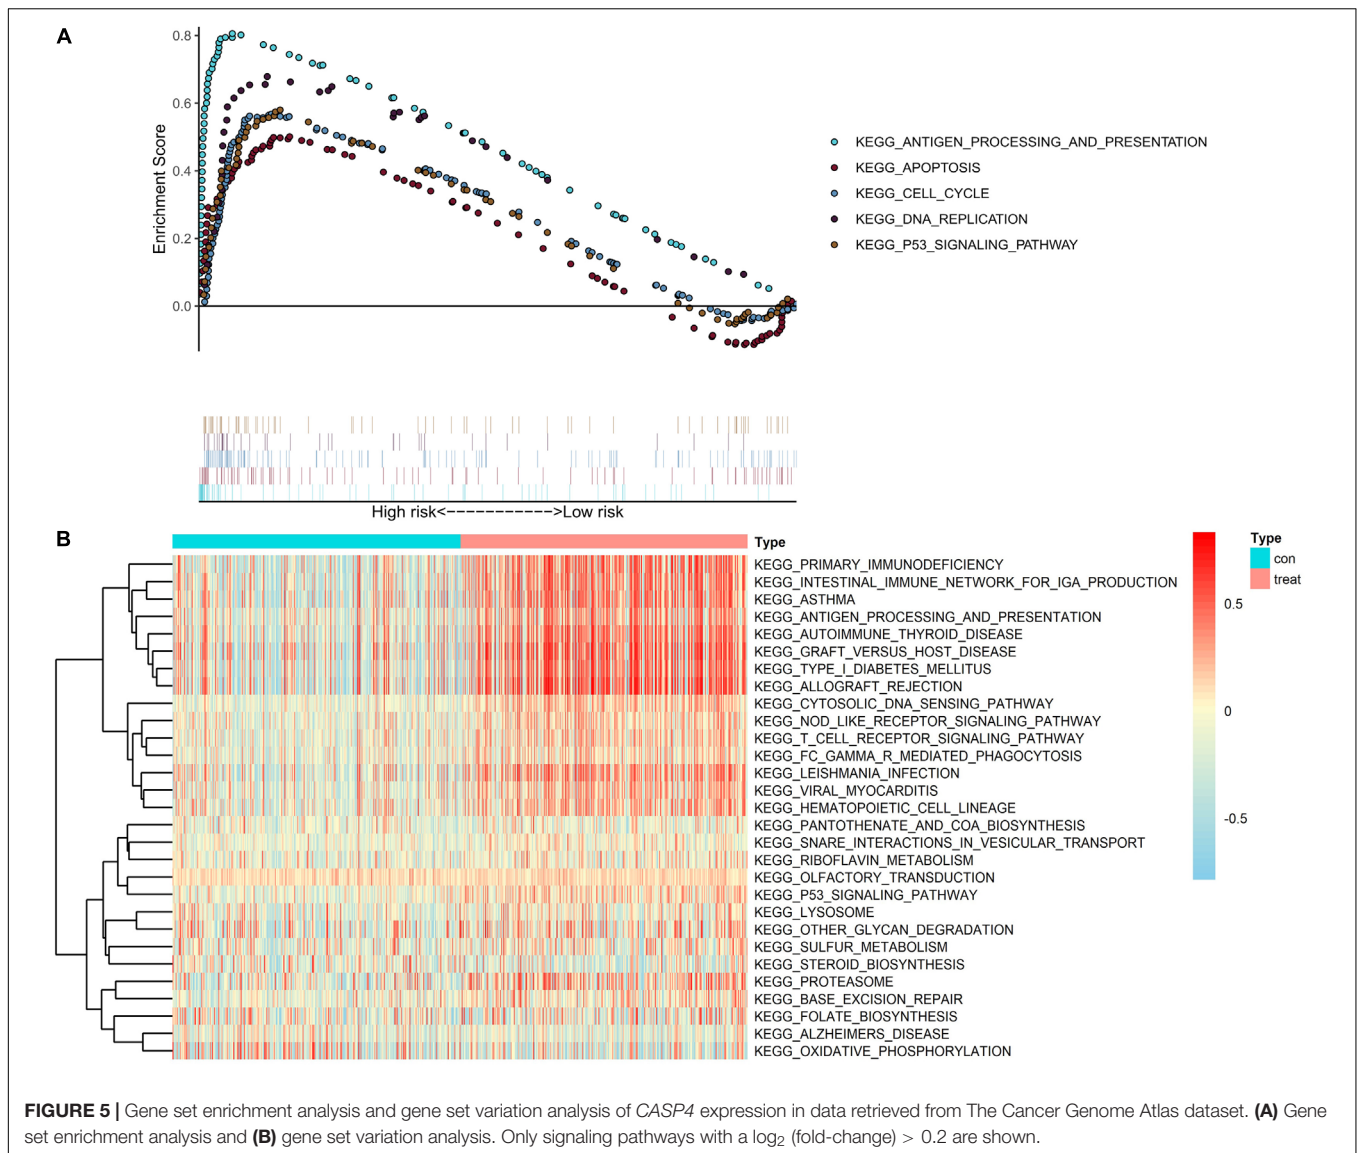 A
0.8
0.6
0.4
0.2
0.0
Enrichment Score
KEGG_ANTIGEN_PROCESSING_AND_PRESENTATION
KEGG_APOPTOSIS
KEGG_CELL_CYCLE
KEGG_DNA_REPLICATION
KEGG_P53_SIGNALING_PATHWAY
High risk<------------>Low risk
B
Type
KEGG_PRIMARY_IMMUNODEFICIENCY
KEGG_INTESTINAL_IMMUNE_NETWORK_FOR_IGA_PRODUCTION
KEGG_ASTHMA
KEGG_ANTIGEN_PROCESSING_AND_PRESENTATION
KEGG_AUTOIMMUNE_THYROID_DISEASE
KEGG_GRAFT_VERSUS_HOST_DISEASE
KEGG_TYPE_I_DIABETES_MELLITUS
KEGG_ALLOGRAFT_REJECTION
KEGG_CYTOSOLIC_DNA_SENSING_PATHWAY
KEGG_NOD_LIKE_RECEPTOR_SIGNALING_PATHWAY
KEGG_T_CELL_RECEPTOR_SIGNALING_PATHWAY
KEGG_FC_GAMMA_R_MEDIATED_PHAGOCYTOSIS
KEGG_LEISHMANIA_INFECTION
KEGG_VIRAL_MYOCARDITIS
KEGG_HEMATOPOIETIC_CELL_LINEAGE
KEGG_PANTOTHENATE_AND_COA_BIOSYNTHESIS
KEGG_SNARE_INTERACTIONS_IN_VESICULAR_TRANSPORT
KEGG_RIBOFLAVIN_METABOLISM
KEGG_OLFACTORY_TRANSDUCTION
KEGG_P53_SIGNALING_PATHWAY
KEGG_LYSOSOME
KEGG_OTHER_GLYCAN_DEGRADATION
KEGG_SULFUR_METABOLISM
KEGG_STEROID_BIOSYNTHESIS
KEGG_PROTEASOME
KEGG_BASE_EXCISION_REPAIR
KEGG_FOLATE_BIOSYNTHESIS
KEGG_ALZHEIMERS_DISEASE
KEGG_OXIDATIVE_PHOSPHORYLATION
0.5
0
-0.5
Type
con
treat
FIGURE 5 | Gene set enrichment analysis and gene set variation analysis of CASP4 expression in data retrieved from The Cancer Genome Atlas dataset. (A) Gene
set enrichment analysis and (B) gene set variation analysis. Only signaling pathways with a log2 (fold-change) > 0.2 are shown.